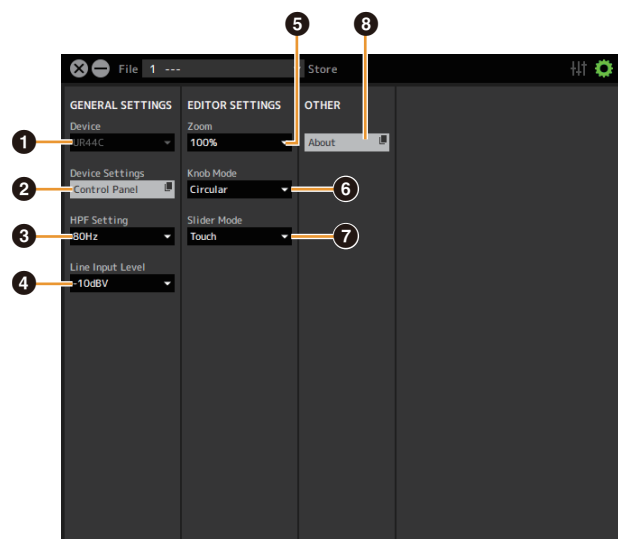 5
8
File 1 ---
Store
GENERAL SETTINGS
EDITOR SETTINGS
OTHER
Device
Zoom
1
UR44C
100%
About
Device Settings
Knob Mode
2
Control Panel
Circular
6
HPF Setting
Slider Mode
3
80Hz
Touch
7
Line Input Level
4
-10dBV